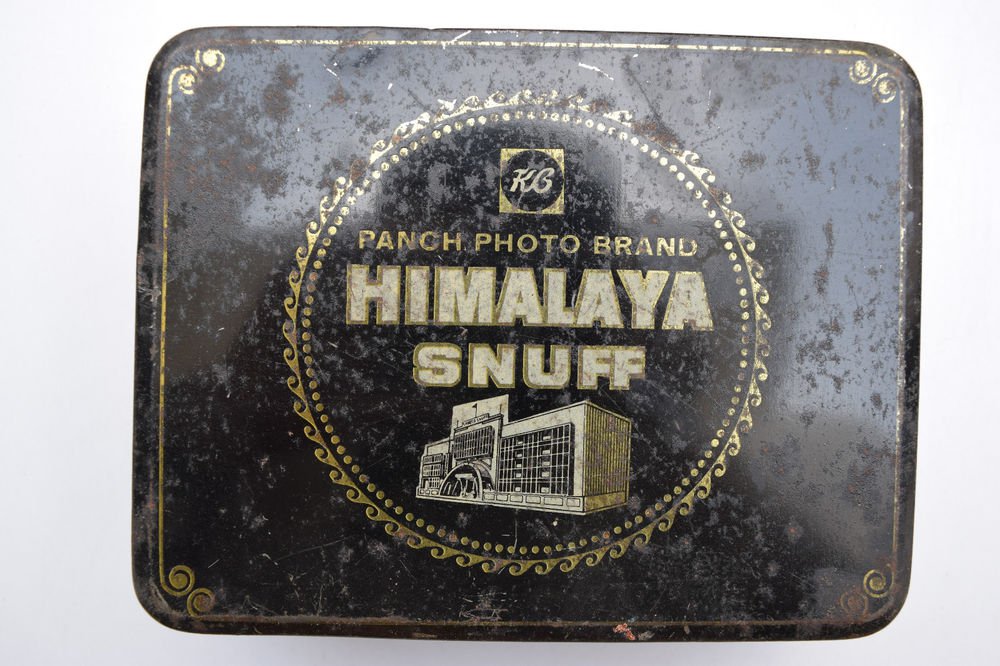 KG
PANCH PHOTO BRAND
HIMALAYA
SNUFF